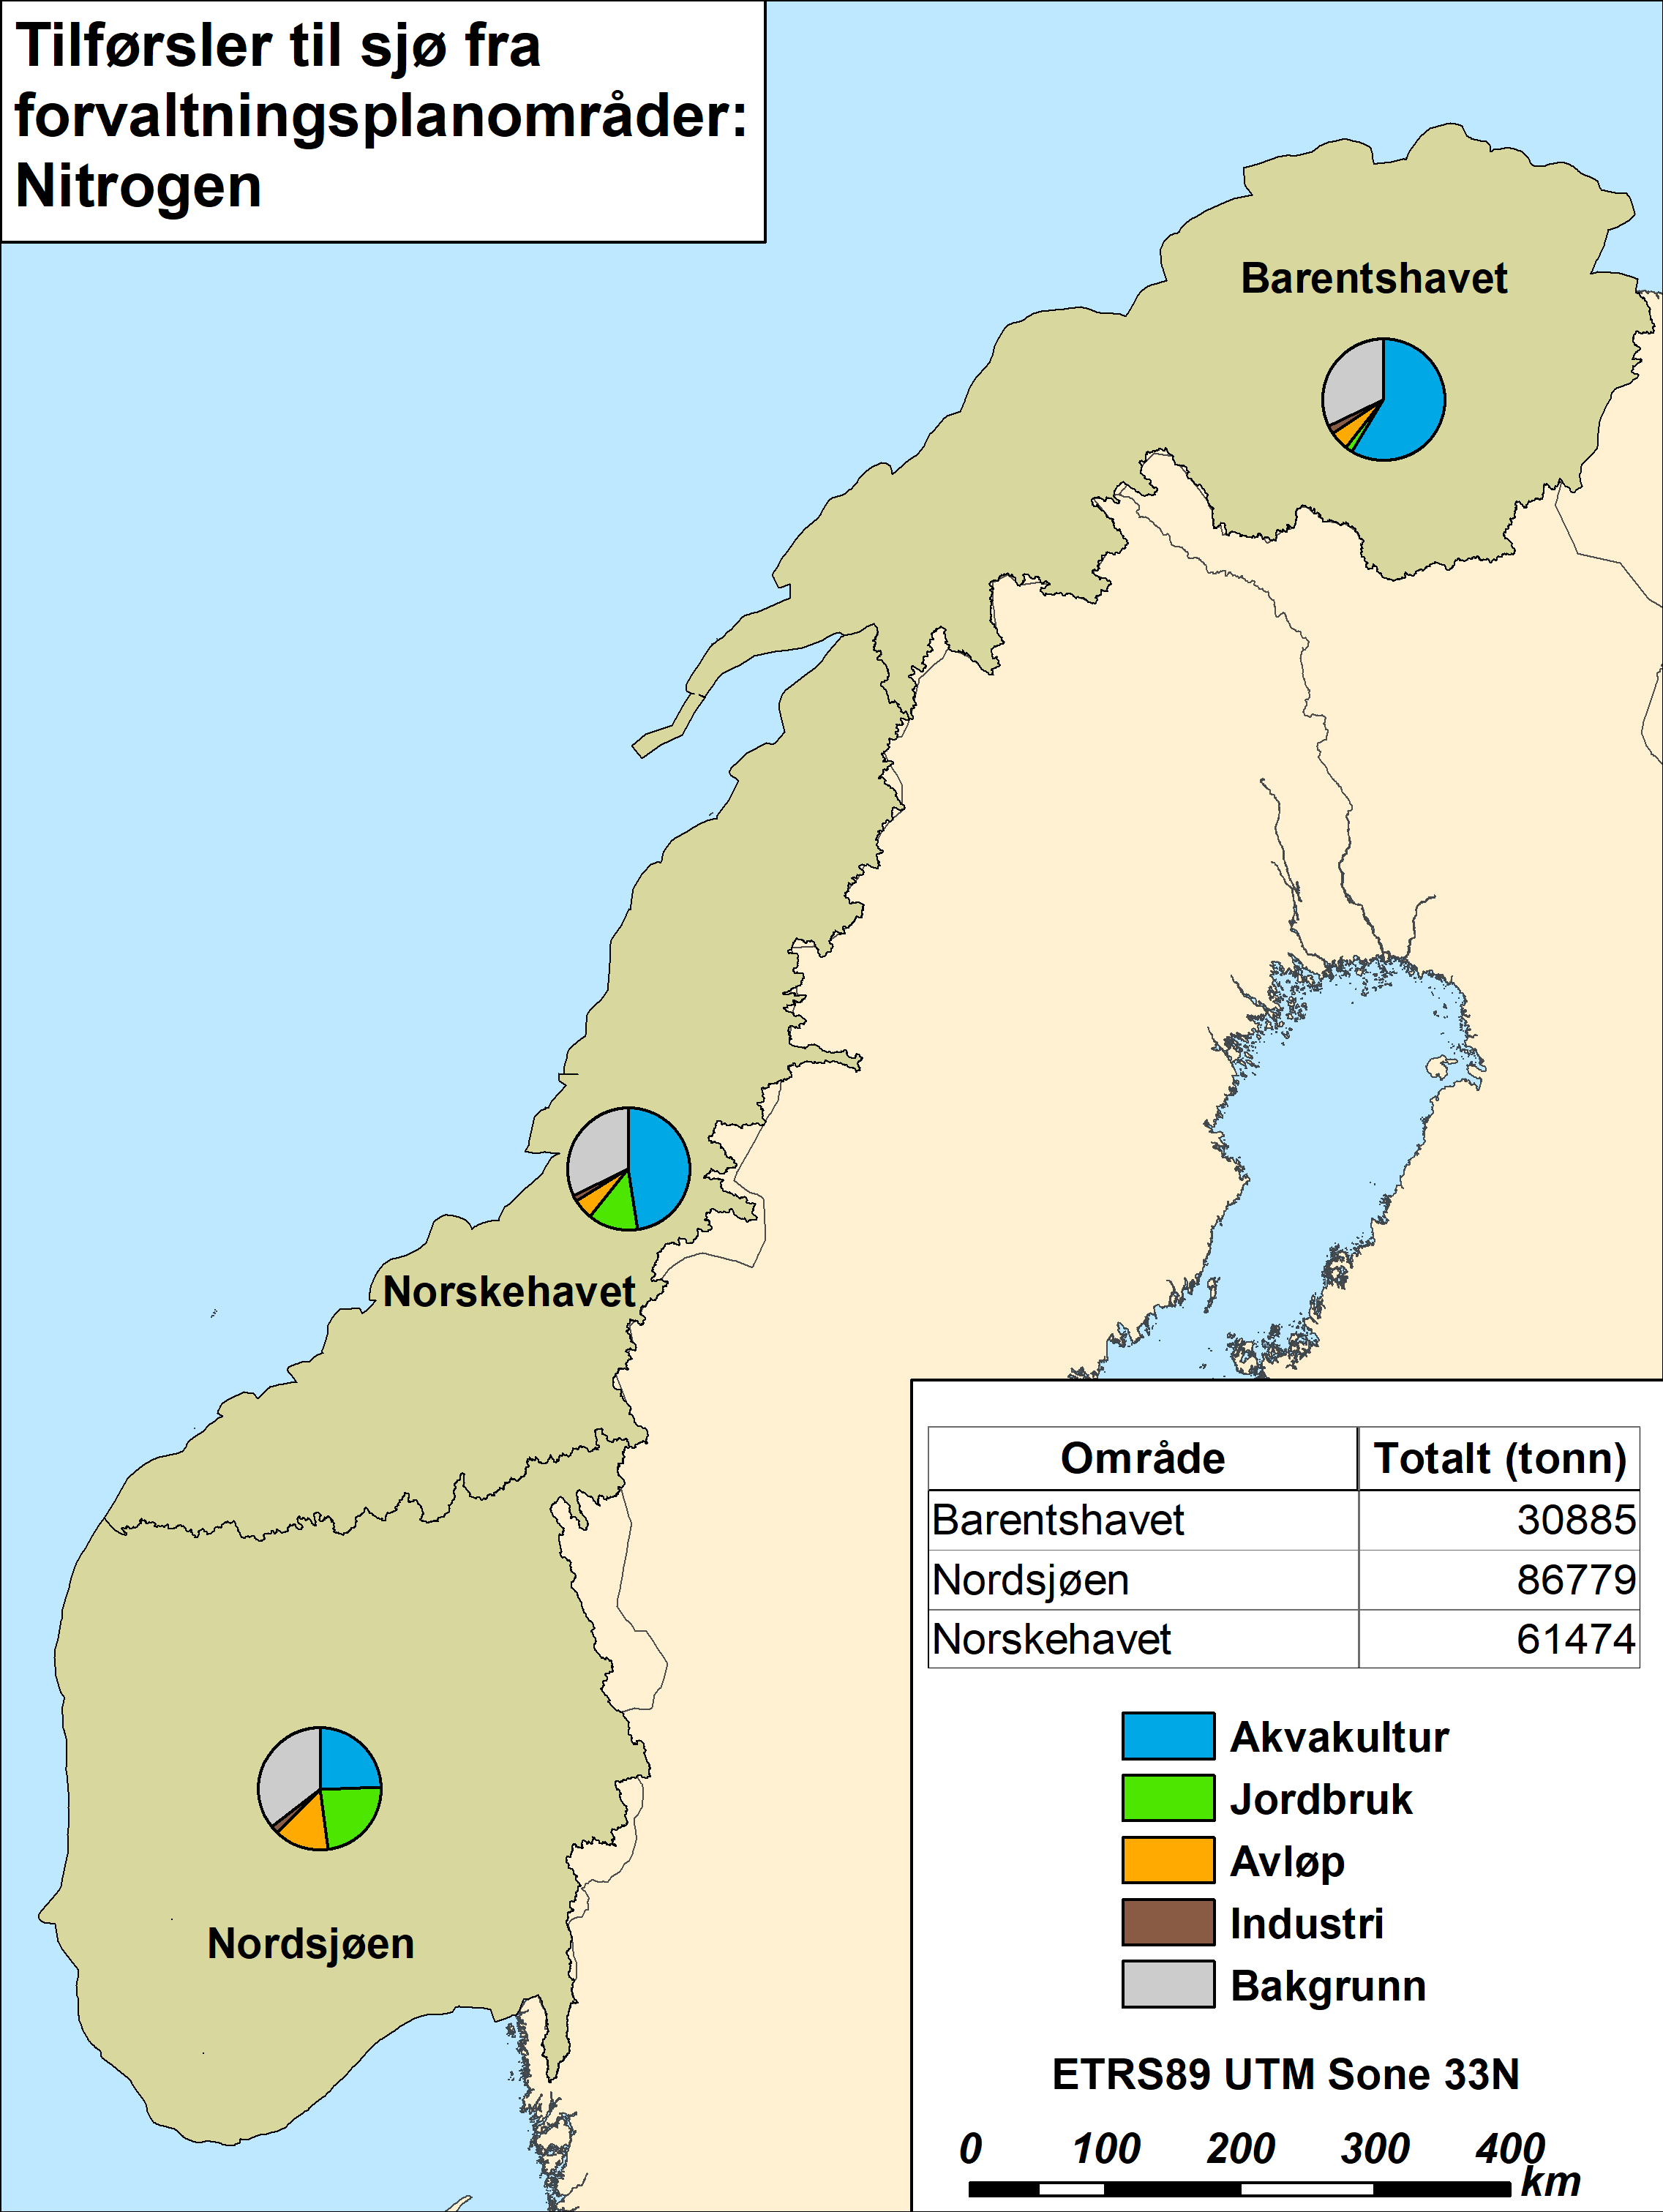 Tilførsler til sjø fra
forvaltningsplanområder:
Nitrogen
Barentshavet
Norskehavet
Nordsjøen
Område Totalt (tonn)
Barentshavet 30885
Nordsjøen 86779
Norskehavet 61474
Akvakultur
Jordbruk
Avløp
Industri
Bakgrunn
ETRS89 UTM Sone 33N
0 100 200 300 400
km